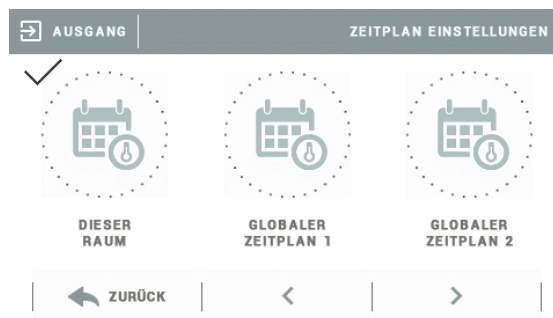 AUSGANG
ZEITPLAN EINSTELLUNGEN
DIESER
RAUM
GLOBALER
ZEITPLAN 1
GLOBALER
ZEITPLAN 2
ZURÜCK